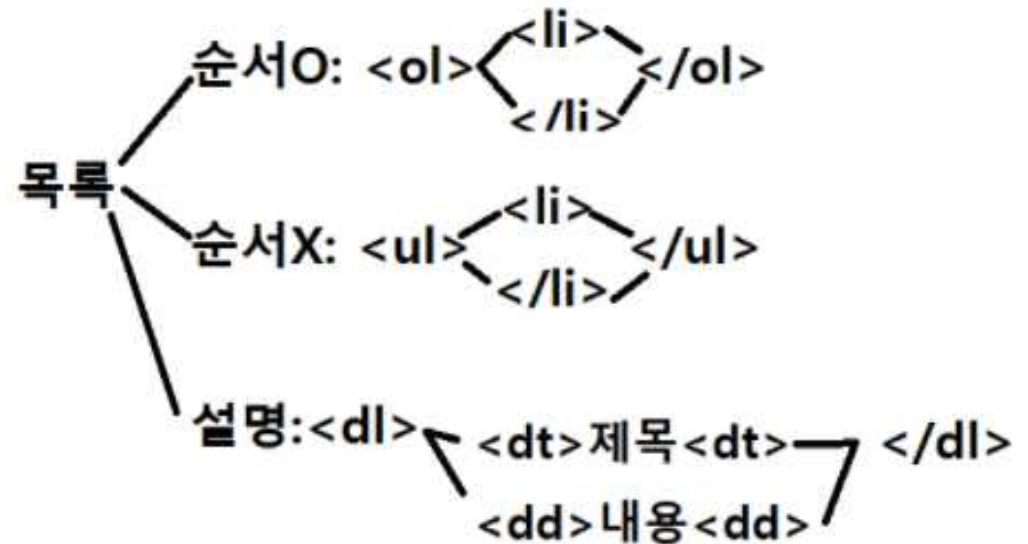 <li>
순서O: <ol> </ol>
</li>
목록
<li>
순서X: <ul> </ul>
</li>
설명:<dl> <dt>제목<dt> </dl>
<dd>내용<dd>